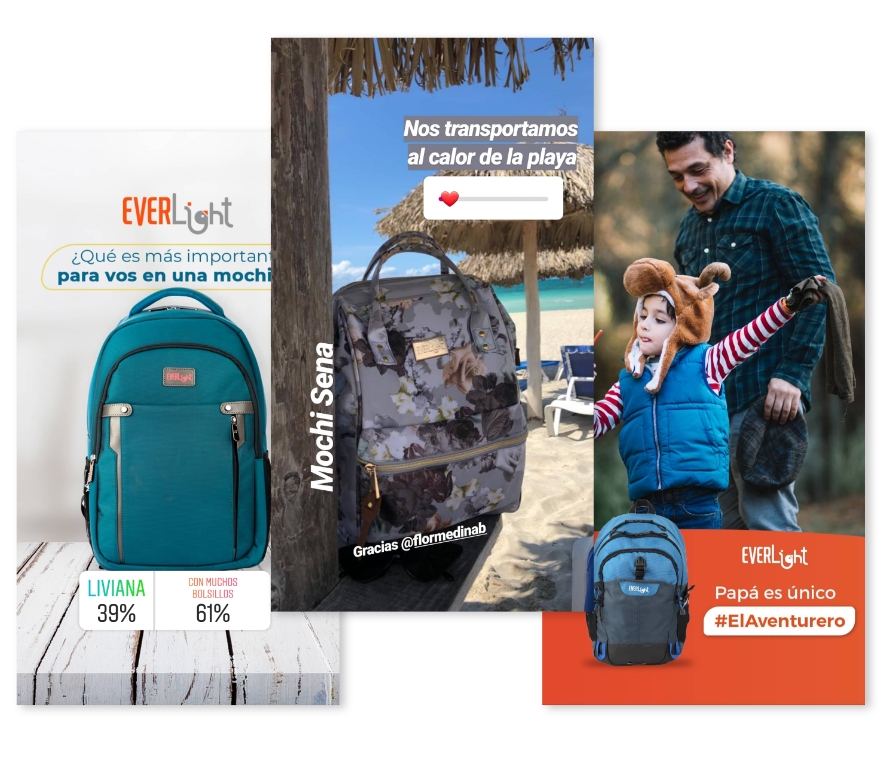 EVERLight
¿Qué es más important
para vos en una mochi
EVERLight
LIVIANA
39%
CON MUCHOS
BOLSILLOS
61%
Nos transportamos
al calor de la playa
Mochi Sena
Gracias @flormedinab
EVERLight
Papá es único
#ElAventurero
EVERLight